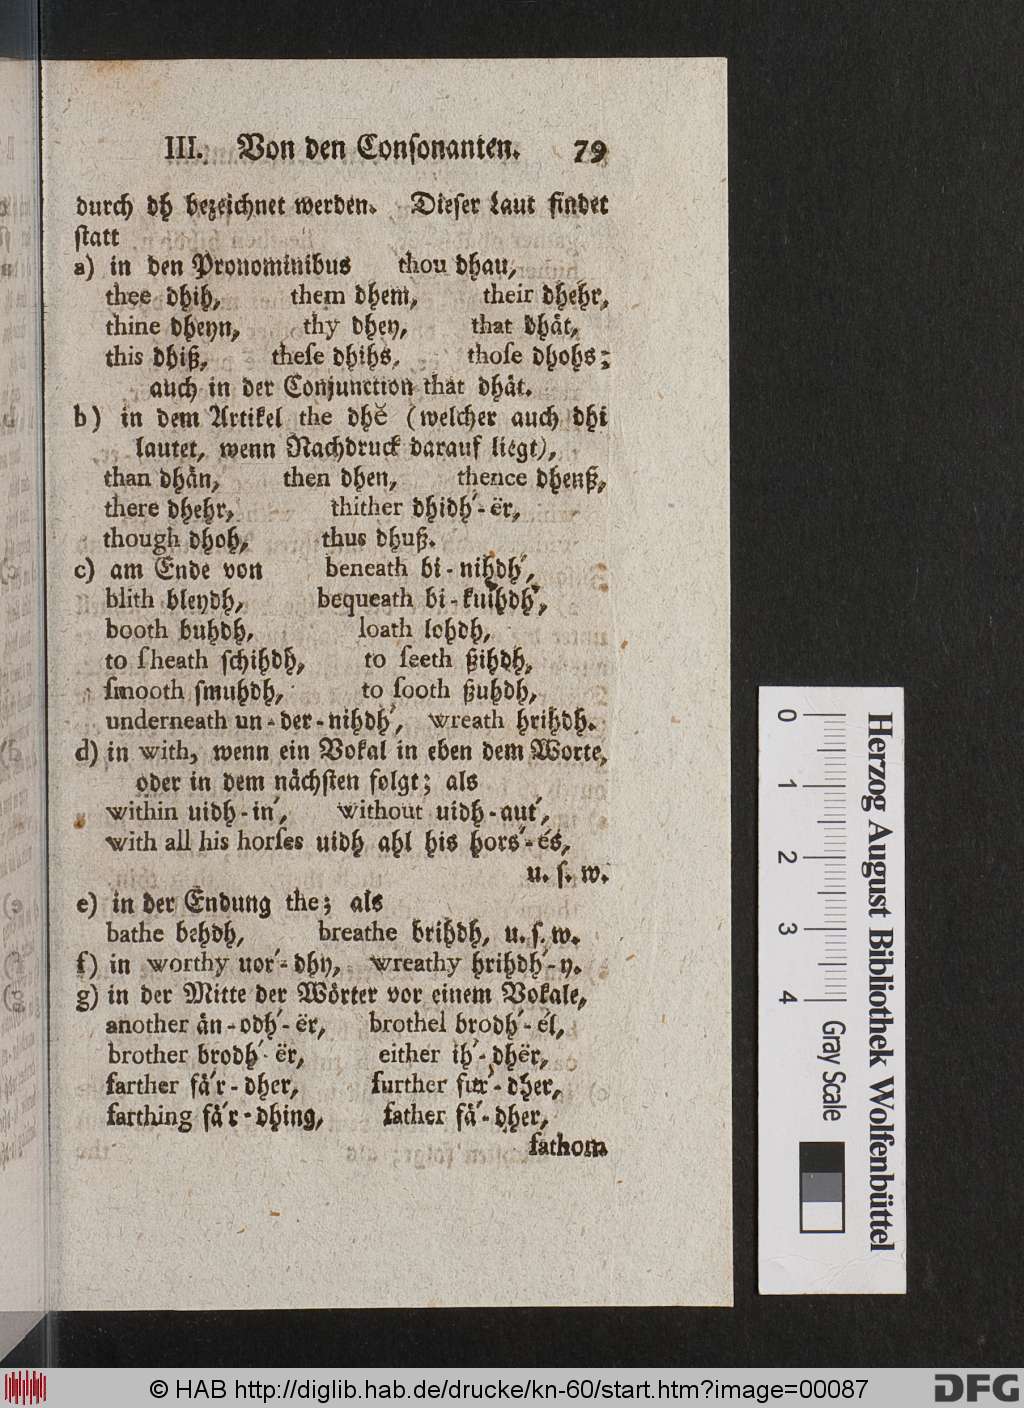 III. Von den Conſonanten. 79
durch dh bezeichnet werden. Dieſer Laut findet
ſtatt
a) in den Pronominibus thou dhau,
thee dhih, them dhem, their dhehr,
thine dheyn, thy dhey, that dhät,
this dhiß, theſe dhihs, thoſe dhohs;
auch in der Conjunction that dhät.
b) in dem Artikel the dhĕ (welcher auch dhi
lautet, wenn Nachdruck darauf liegt),
than dhän, then dhen, thence dhenß,
there dhehr, thither dhidh´-ër,
though dhoh, thus dhuß.
c) am Ende von beneath bi-nihdh´,
blith bleydh, bequeath bi-kuihdh´,
booth buhdh, loath lohdh,
to ſheath ſchihdh, to ſeeth ßihdh,
ſmooth ſmuhdh, to ſooth ßuhdh,
underneath un-der-nihdh´, wreath hrihdh.
d) in with, wenn ein Vokal in eben dem Worte,
oder in dem nächſten folgt; als
within uidh-in´, without uidh-aut´,
with all his horſes uidh ahl his hors´-és,
u. ſ. w.
e) in der Endung the; als
bathe behdh, breathe brihdh, u. ſ. w.
f) in worthy uor´-dhy, wreathy hrihdh´-y.
g) in der Mitte der Wörter vor einem Vokale,
another än-odh´-ër, brothel brodh´-él,
brother brodh´-ër, either ih´-dhër,
farther fä´r-dher, further fur´-dher,
farthing fä´r-dhing, father fä´-dher,
fathom
0 1 2 3 4
Gray Scale
Herzog August Bibliothek Wolfenbüttel
© HAB http://diglib.hab.de/drucke/kn-60/start.htm?image=00087
DFG